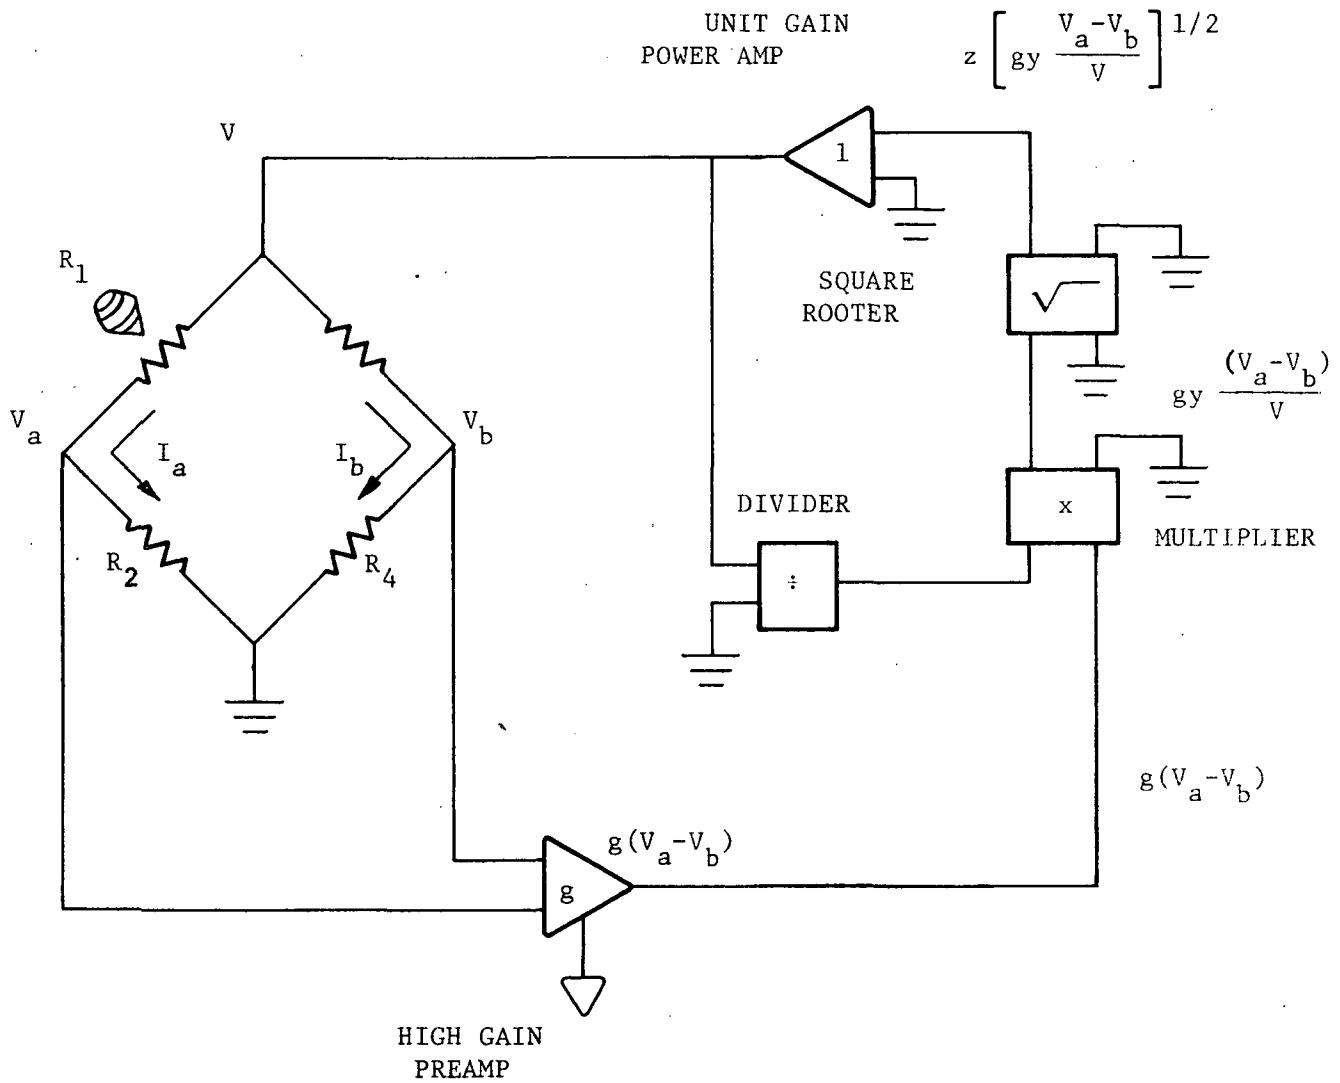 UNIT GAIN
POWER AMP
z [gy (Va-Vb)/V]^1/2
V
1
R1
SQUARE
ROOTER
√
gy (Va-Vb)/V
Va
Vb
Ia
Ib
DIVIDER
x
MULTIPLIER
R2
R4
÷
g(Va-Vb)
g(Va-Vb)
g
HIGH GAIN
PREAMP